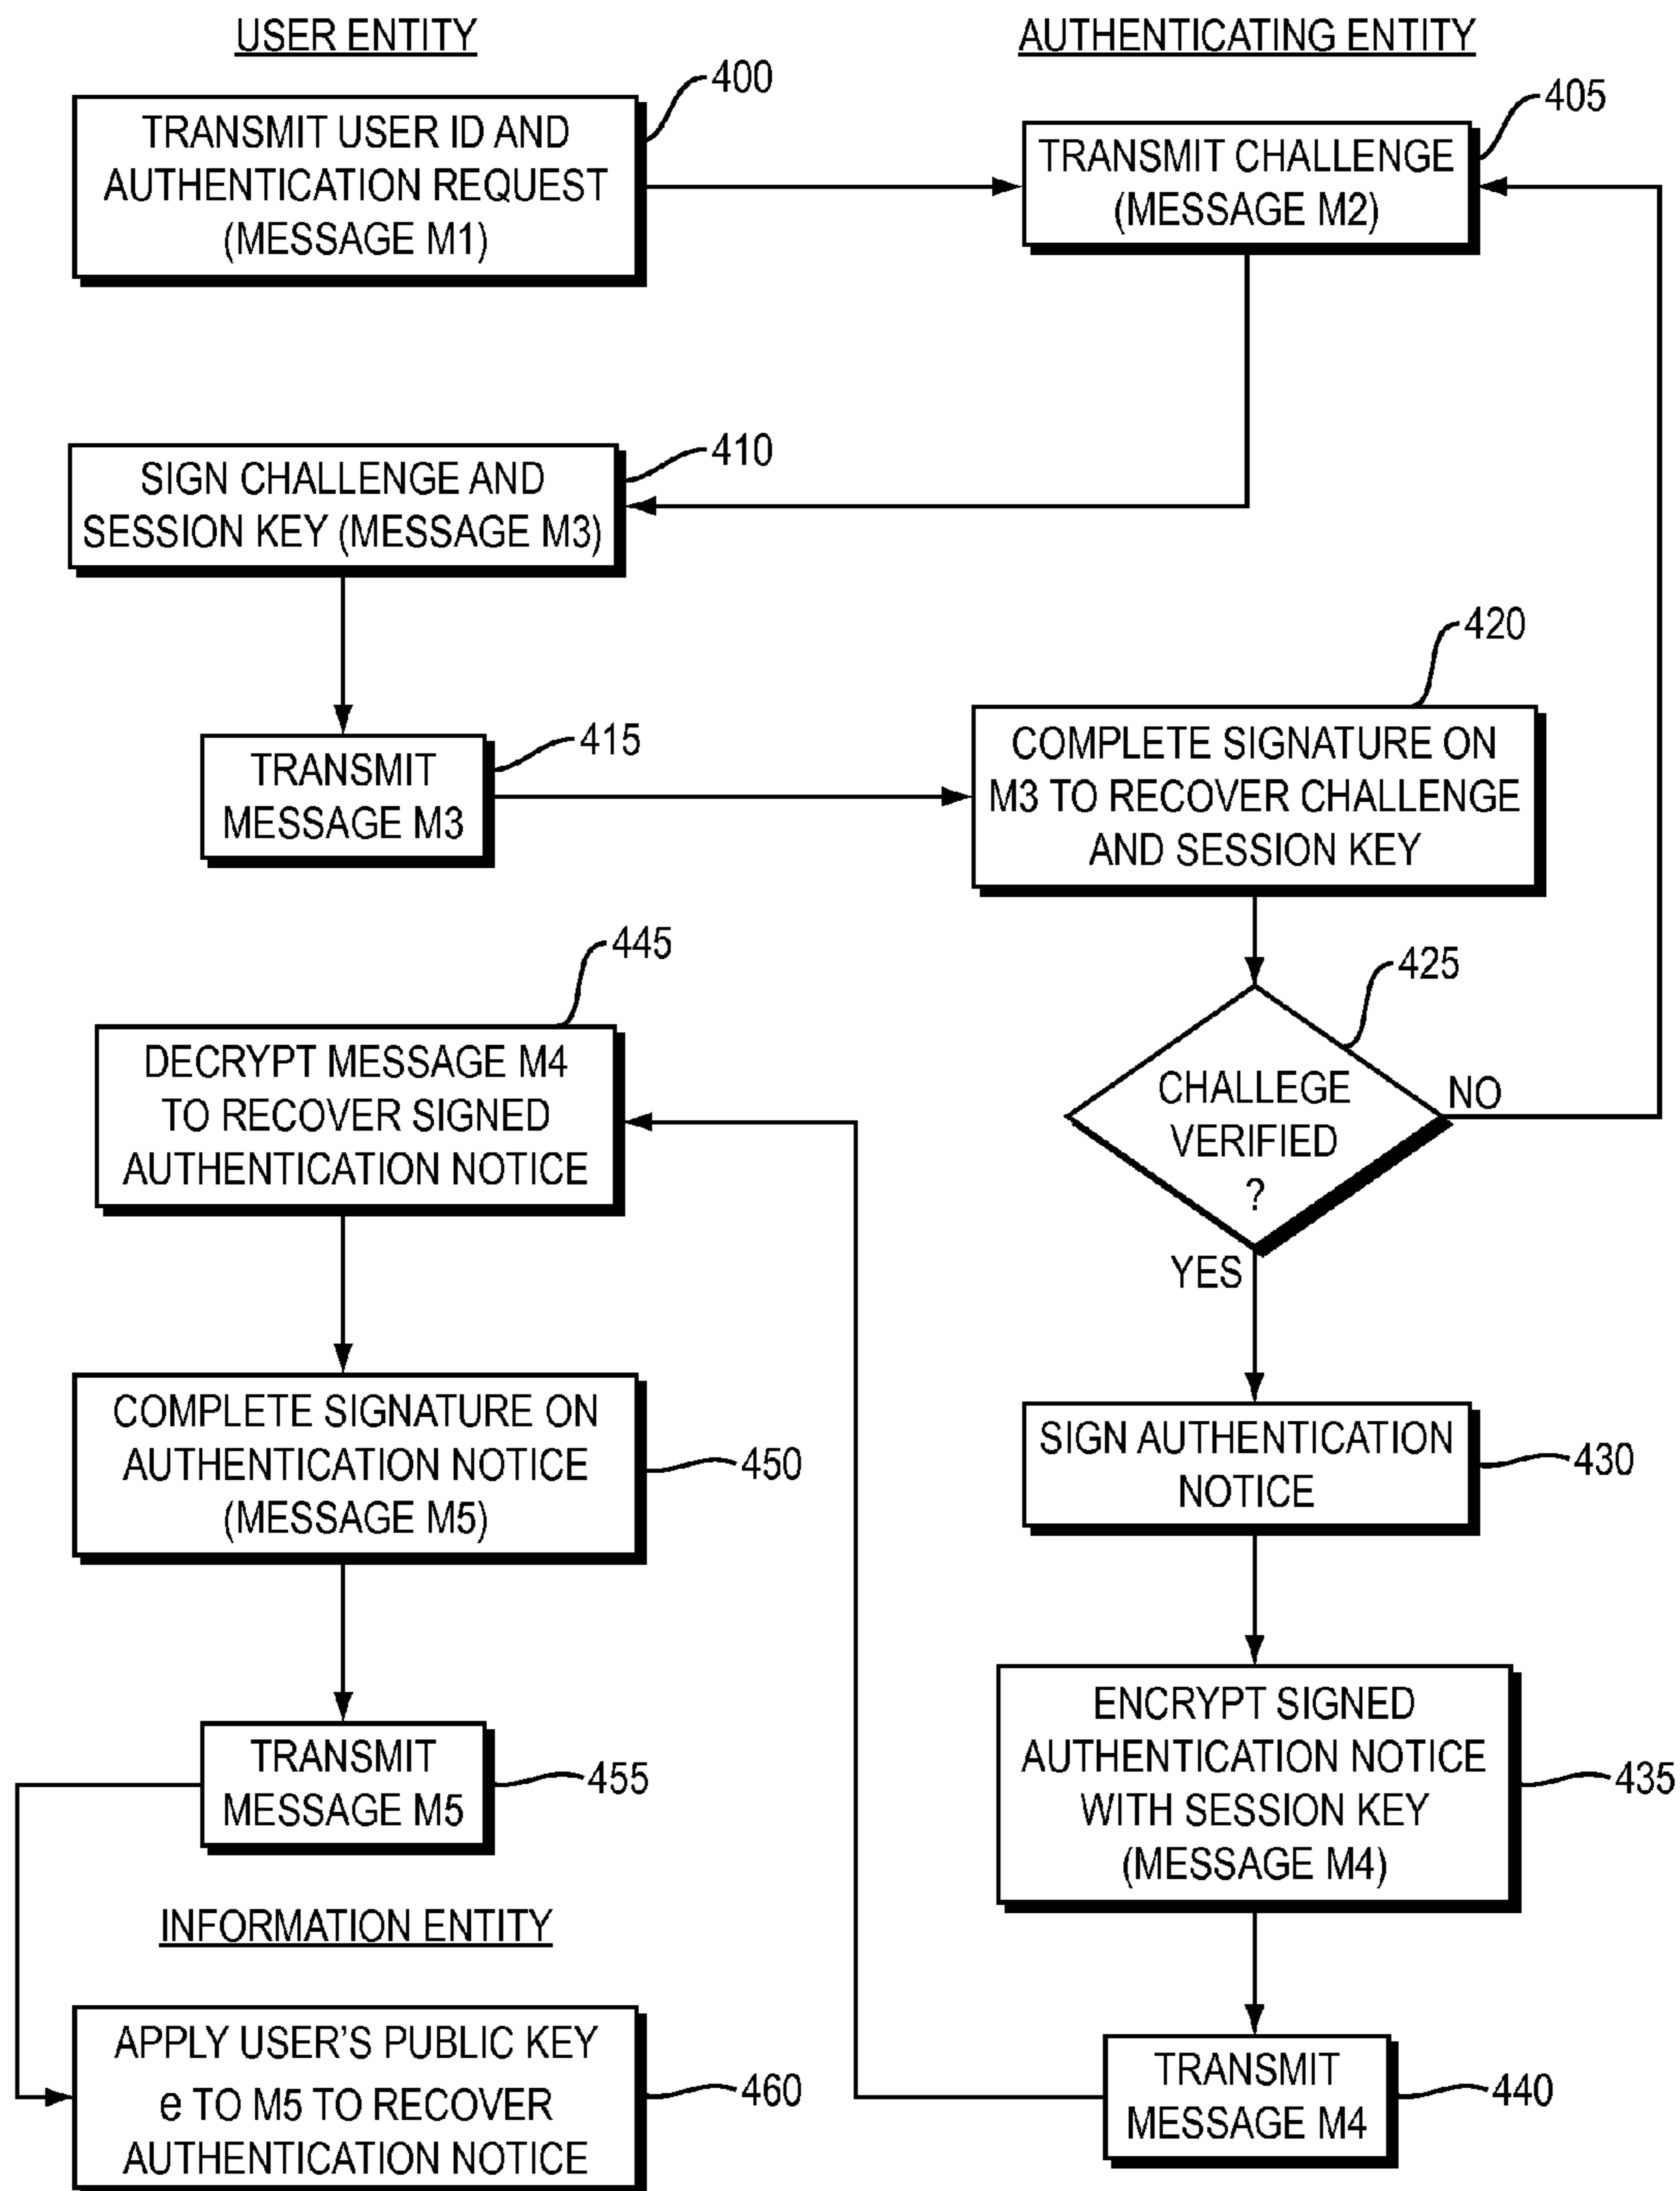 USER ENTITY
AUTHENTICATING ENTITY
400
TRANSMIT USER ID AND
AUTHENTICATION REQUEST
(MESSAGE M1)
405
TRANSMIT CHALLENGE
(MESSAGE M2)
410
SIGN CHALLENGE AND
SESSION KEY (MESSAGE M3)
415
TRANSMIT
MESSAGE M3
420
COMPLETE SIGNATURE ON
M3 TO RECOVER CHALLENGE
AND SESSION KEY
425
CHALLEGE
VERIFIED
?
NO
YES
430
SIGN AUTHENTICATION
NOTICE
435
ENCRYPT SIGNED
AUTHENTICATION NOTICE
WITH SESSION KEY
(MESSAGE M4)
440
TRANSMIT
MESSAGE M4
445
DECRYPT MESSAGE M4
TO RECOVER SIGNED
AUTHENTICATION NOTICE
450
COMPLETE SIGNATURE ON
AUTHENTICATION NOTICE
(MESSAGE M5)
455
TRANSMIT
MESSAGE M5
INFORMATION ENTITY
460
APPLY USER'S PUBLIC KEY
e TO M5 TO RECOVER
AUTHENTICATION NOTICE